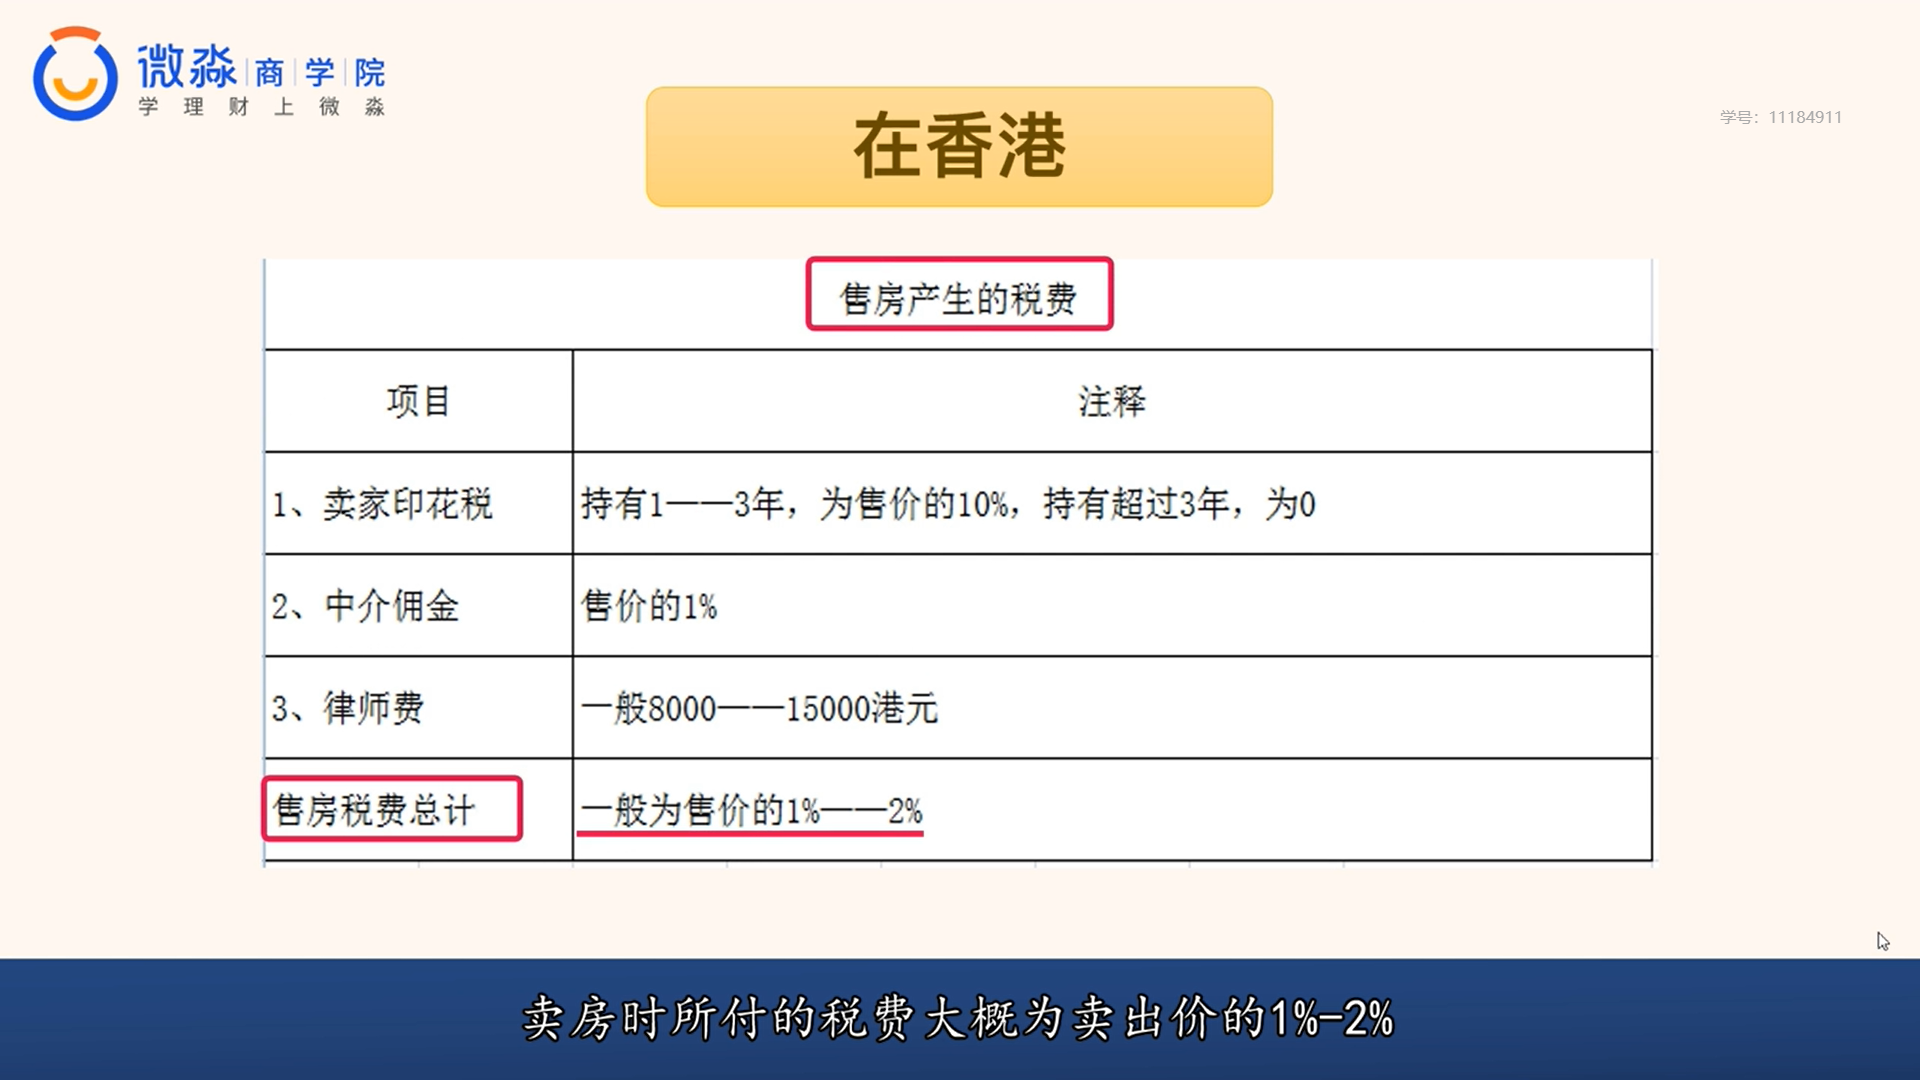 微淼商学院
学理财上微淼
学号：11184911
在香港
售房产生的税费
项目 注释
1、卖家印花税 持有1——3年，为售价的10%，持有超过3年，为0
2、中介佣金 售价的1%
3、律师费 一般8000——15000港元
售房税费总计 一般为售价的1%——2%
卖房时所付的税费大概为卖出价的1%-2%